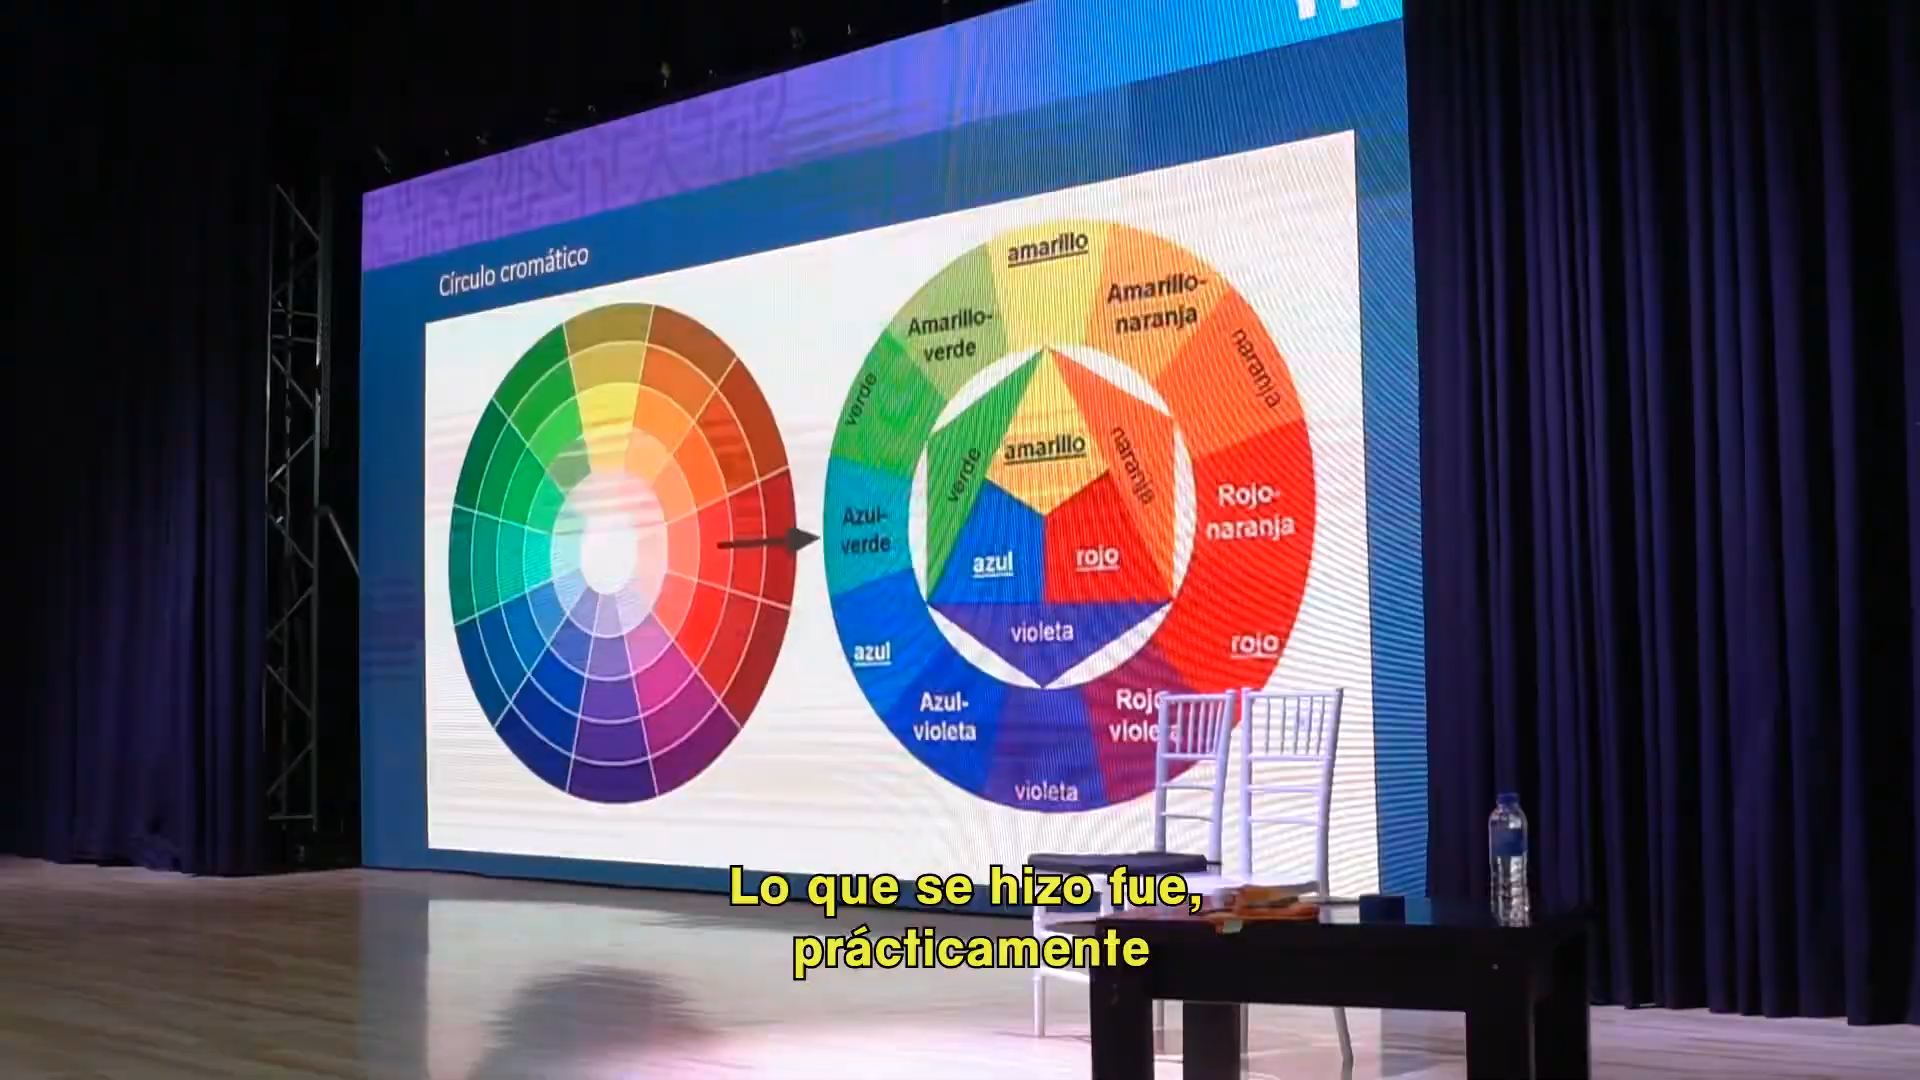 Círculo cromático
amarillo
Amarillo-
naranja
naranja
Rojo-
naranja
rojo
violeta
Azul-
violeta
azul
Azul-
verde
verde
Amarillo-
verde
amarillo
naranja
rojo
violeta
azul
verde
Lo que se hizo fue,
prácticamente